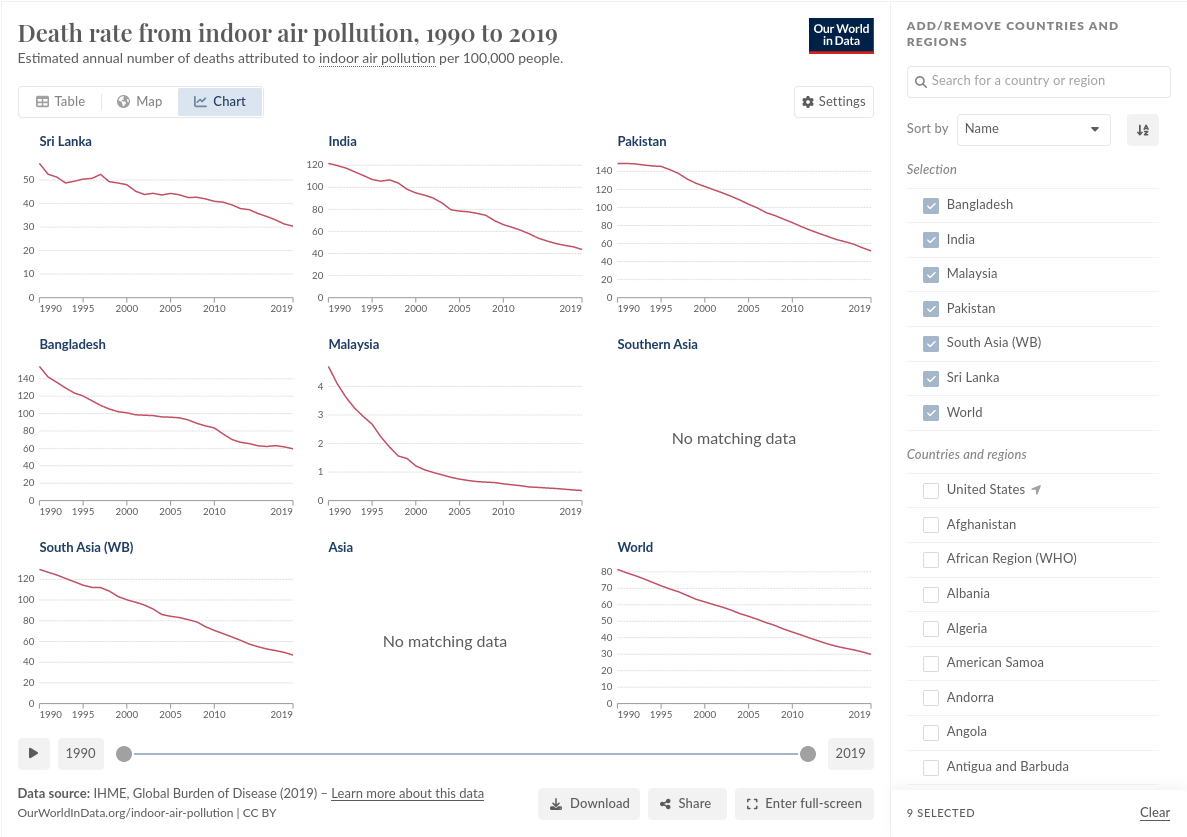 Death rate from indoor air pollution, 1990 to 2019
Estimated annual number of deaths attributed to indoor air pollution per 100,000 people.
Our World
in Data
Table Map Chart
Settings
Sri Lanka
50
40
30
20
10
0
1990 1995 2000 2005 2010 2019
India
120
100
80
60
40
20
0
1990 1995 2000 2005 2010 2019
Pakistan
140
120
100
80
60
40
20
0
1990 1995 2000 2005 2010 2019
Bangladesh
140
120
100
80
60
40
20
0
1990 1995 2000 2005 2010 2019
Malaysia
4
3
2
1
0
1990 1995 2000 2005 2010 2019
Southern Asia
No matching data
South Asia (WB)
120
100
80
60
40
20
0
1990 1995 2000 2005 2010 2019
Asia
No matching data
World
80
70
60
50
40
30
20
10
0
1990 1995 2000 2005 2010 2019
1990
2019
Data source: IHME, Global Burden of Disease (2019) – Learn more about this data
OurWorldInData.org/indoor-air-pollution | CC BY
Download
Share
Enter full-screen
ADD/REMOVE COUNTRIES AND
REGIONS
Search for a country or region
Sort by Name
A
Z
Selection
Bangladesh
India
Malaysia
Pakistan
South Asia (WB)
Sri Lanka
World
Countries and regions
United States
Afghanistan
African Region (WHO)
Albania
Algeria
American Samoa
Andorra
Angola
Antigua and Barbuda
9 SELECTED
Clear